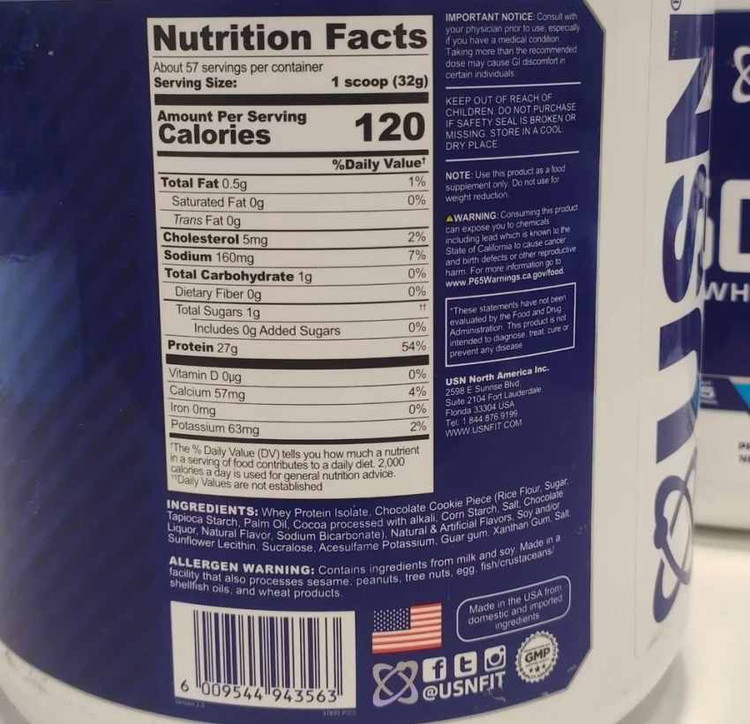 Nutrition Facts
About 57 servings per container
Serving Size: 1 scoop (32g)
Amount Per Serving
Calories 120
%Daily Value†
Total Fat 0.5g 1%
Saturated Fat 0g 0%
Trans Fat 0g
Cholesterol 5mg 2%
Sodium 160mg 7%
Total Carbohydrate 1g 0%
Dietary Fiber 0g 0%
Total Sugars 1g ††
Includes 0g Added Sugars 0%
Protein 27g 54%
Vitamin D 0µg 0%
Calcium 57mg 4%
Iron 0mg 0%
Potassium 63mg 2%
†The % Daily Value (DV) tells you how much a nutrient
in a serving of food contributes to a daily diet. 2,000
calories a day is used for general nutrition advice.
††Daily Values are not established
IMPORTANT NOTICE: Consult with
your physician prior to use, especially
if you have a medical condition.
Taking more than the recommended
dose may cause GI discomfort in
certain individuals
KEEP OUT OF REACH OF
CHILDREN. DO NOT PURCHASE
IF SAFETY SEAL IS BROKEN OR
MISSING. STORE IN A COOL
DRY PLACE
NOTE: Use this product as a food
supplement only. Do not use for
weight reduction.
⚠WARNING: Consuming this product
can expose you to chemicals
including lead which is known to the
State of California to cause cancer
and birth defects or other reproductive
harm. For more information go to
www.P65Warnings.ca.gov/food.
*These statements have not been
evaluated by the Food and Drug
Administration. This product is not
intended to diagnose, treat, cure or
prevent any disease
USN North America Inc.
2598 E Sunrise Blvd.
Suite 2104 Fort Lauderdale,
Florida 33304 USA
Tel: 1 844 876 9199
WWW.USNFIT.COM
INGREDIENTS: Whey Protein Isolate, Chocolate Cookie Piece (Rice Flour, Sugar,
Tapioca Starch, Palm Oil, Cocoa processed with alkali, Corn Starch, Salt, Chocolate
Liquor, Natural Flavor, Sodium Bicarbonate), Natural & Artificial Flavors, Soy and/or
Sunflower Lecithin, Sucralose, Acesulfame Potassium, Guar gum, Xanthan Gum, Salt.
ALLERGEN WARNING: Contains ingredients from milk and soy. Made in a
facility that also processes sesame, peanuts, tree nuts, egg, fish/crustaceans/
shellfish oils, and wheat products.
Made in the USA from
domestic and imported
ingredients
6 009544 943563
@USNFIT
GMP
USN
WH